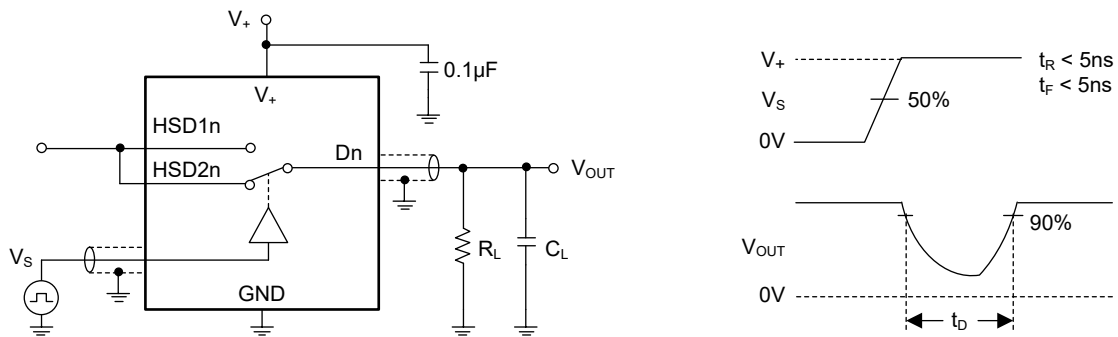 V+
0.1µF
V+
HSD1n
HSD2n
Dn
VOUT
VS
RL
CL
GND
V+
tR < 5ns
tF < 5ns
VS
50%
0V
VOUT
90%
0V
tD